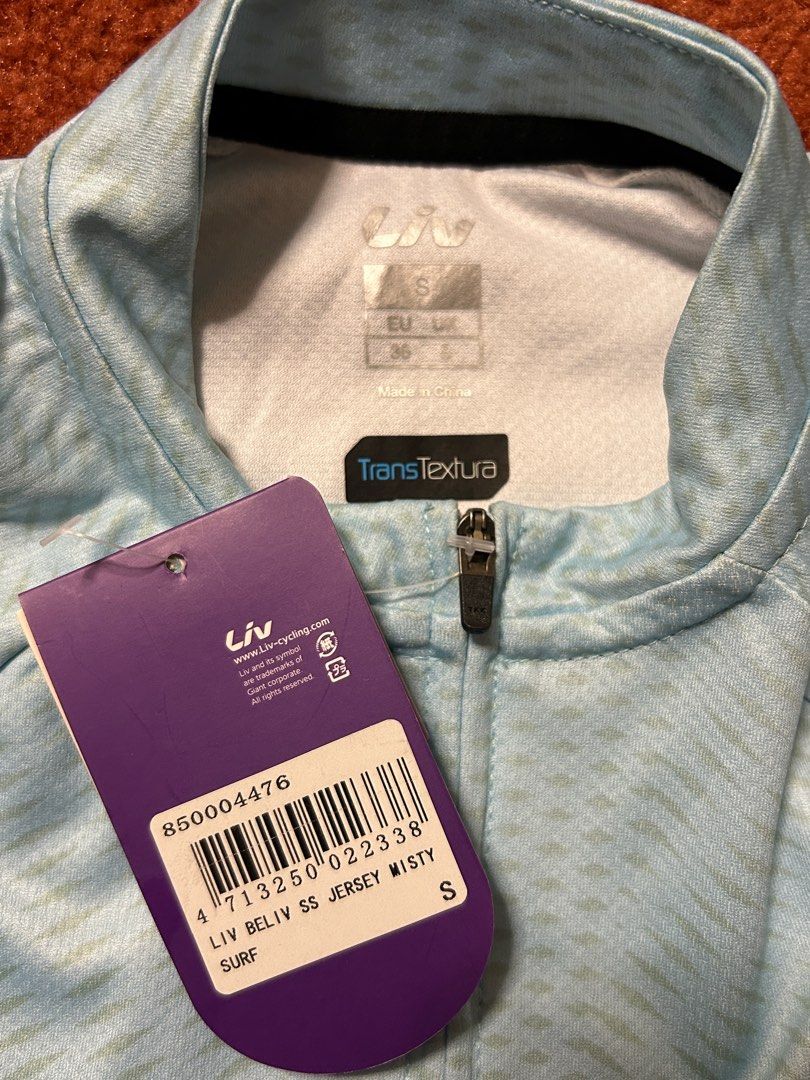 Liv
S
EU UK
36
Made in China
TransTextura
Liv
www.Liv-cycling.com
Liv and its symbol
are trademarks of
Giant corporate.
All rights reserved.
紙
850004476
4 713250 022338
LIV BELIV SS JERSEY MISTY
SURF
S